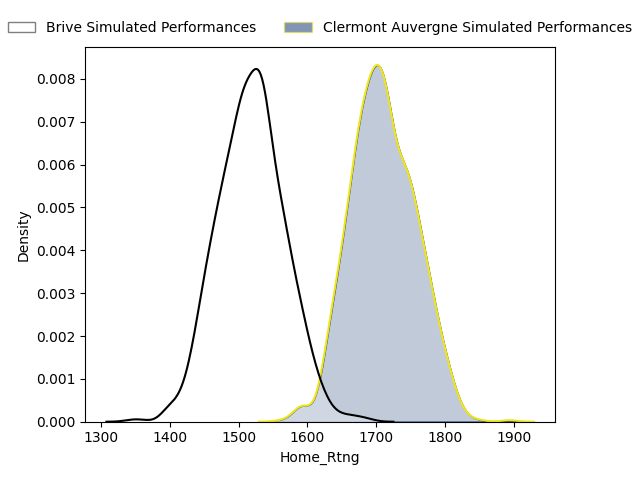 Brive Simulated Performances Clermont Auvergne Simulated Performances
0.008
0.007
0.006
0.005
0.004
0.003
0.002
0.001
0.000
Density
1300 1400 1500 1600 1700 1800 1900
Home_Rtng